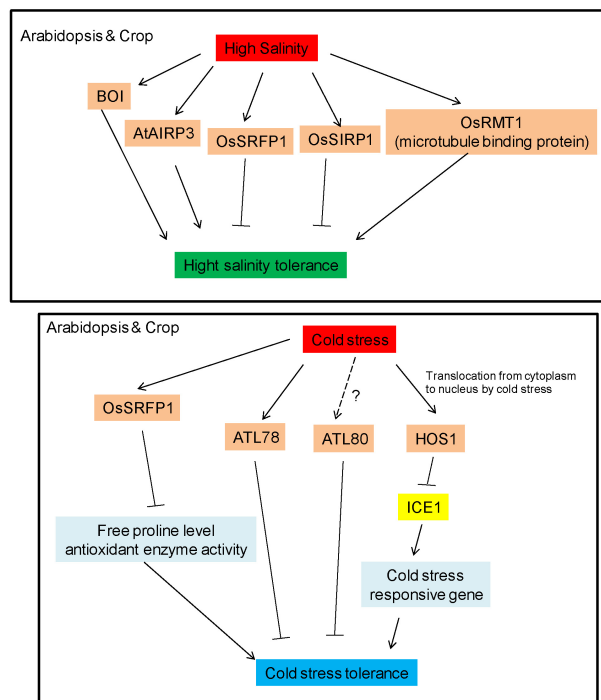 Arabidopsis & Crop
High Salinity
BOI
AtAIRP3
OsSRFP1
OsSIRP1
OsRMT1
(microtubule binding protein)
Hight salinity tolerance
Arabidopsis & Crop
Cold stress
Translocation from cytoplasm
to nucleus by cold stress
OsSRFP1
?
ATL78
ATL80
HOS1
ICE1
Free proline level
antioxidant enzyme activity
Cold stress
responsive gene
Cold stress tolerance